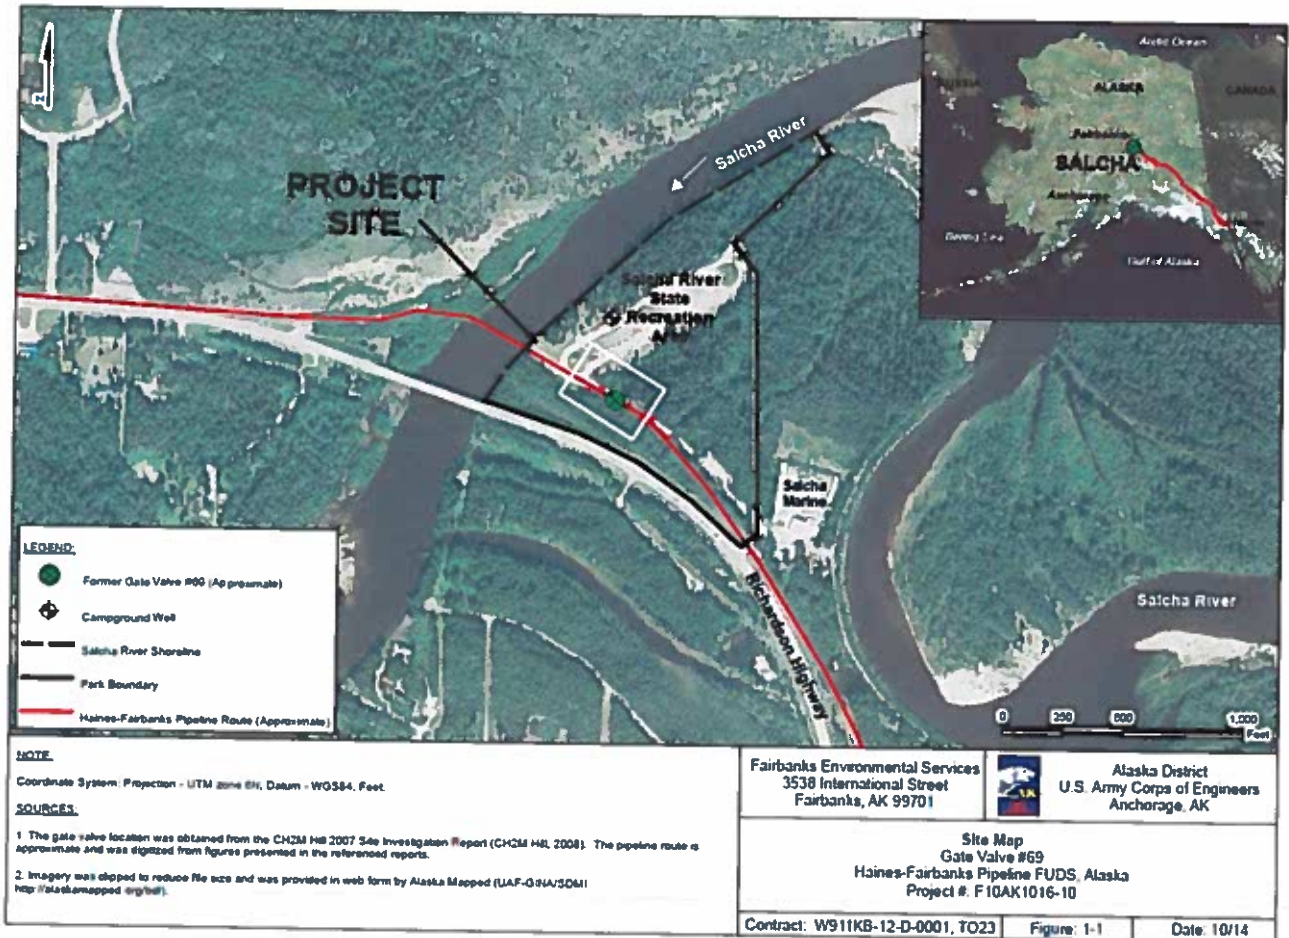 Arctic Ocean
RUSSIA
ALASKA
CANADA
Fairbanks
SALCHA
Anchorage
Bering Sea
Gulf of Alaska
Salcha River
PROJECT
SITE
Salcha River
State
Recreation
Salcha
Marine
Richardson Highway
Salcha River
0 250 500 1,000
Feet
LEGEND:
Former Gate Valve #69 (Approximate)
Campground Well
Salcha River Shoreline
Park Boundary
Haines-Fairbanks Pipeline Route (Approximate)
NOTE
Coordinate System: Projection - UTM zone 6N, Datum - WGS84, Feet.
SOURCES:
1 The gate valve location was obtained from the CH2M Hill 2007 Site Investigation Report (CH2M Hill, 2008). The pipeline route is
approximate and was digitized from figures presented in the referenced reports.
2. Imagery was clipped to reduce file size and was provided in web form by Alaska Mapped (UAF-GINA/SDMI
Fairbanks Environmental Services
3538 International Street
Fairbanks, AK 99701
Alaska District
U.S. Army Corps of Engineers
Anchorage, AK
Site Map
Gate Valve #69
Haines-Fairbanks Pipeline FUDS, Alaska
Project #: F10AK1016-10
Contract: W911KB-12-D-0001, TO23
Figure: 1-1
Date: 10/14